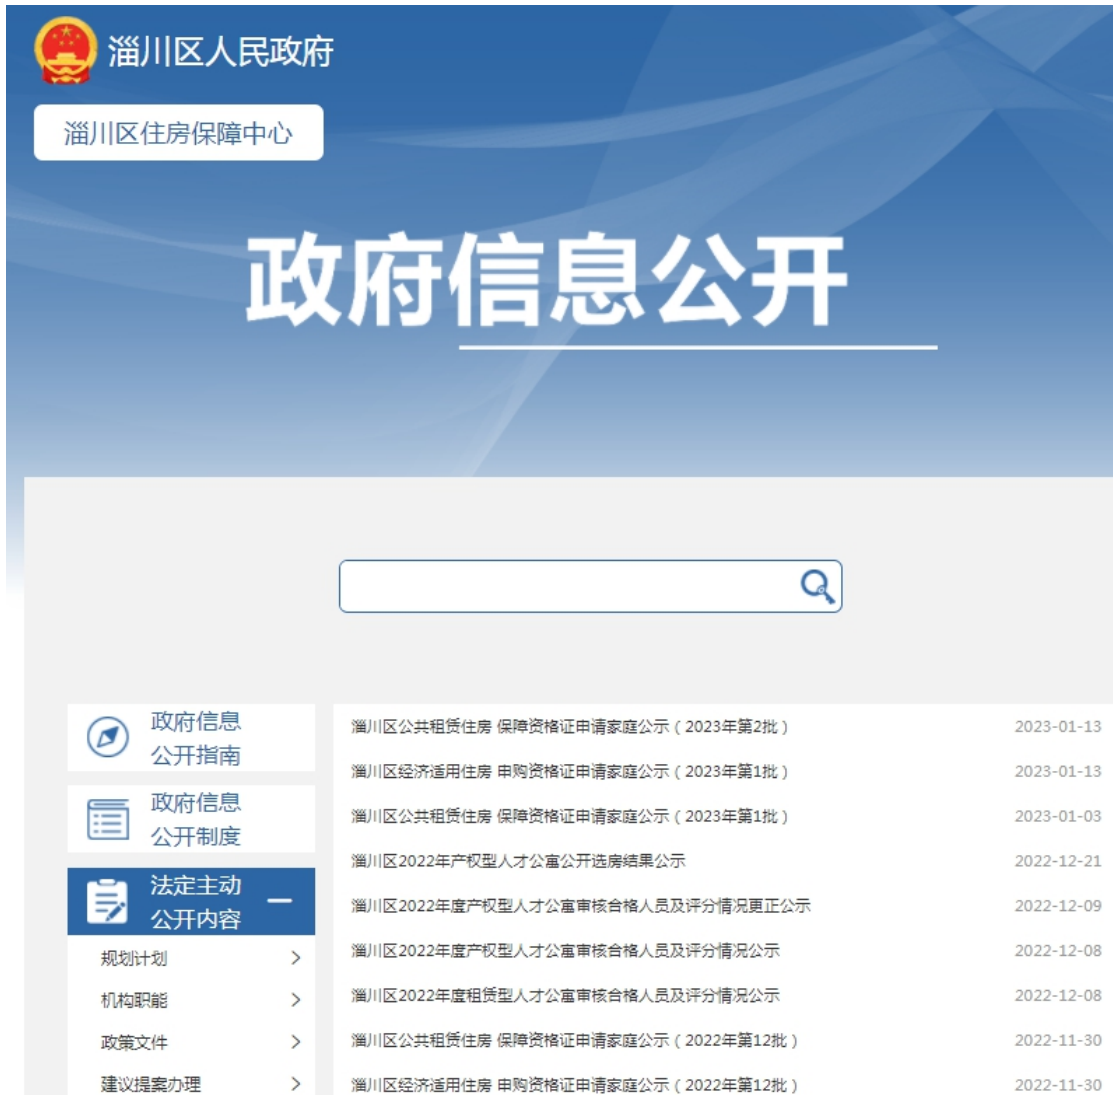 淄川区人民政府
淄川区住房保障中心
政府信息公开
政府信息
公开指南
政府信息
公开制度
法定主动
公开内容
规划计划
机构职能
政策文件
建议提案办理
淄川区公共租赁住房 保障资格证申请家庭公示（2023年第2批） 2023-01-13
淄川区经济适用住房 申购资格证申请家庭公示（2023年第1批） 2023-01-13
淄川区公共租赁住房 保障资格证申请家庭公示（2023年第1批） 2023-01-03
淄川区2022年产权型人才公寓公开选房结果公示 2022-12-21
淄川区2022年度产权型人才公寓审核合格人员及评分情况更正公示 2022-12-09
淄川区2022年度产权型人才公寓审核合格人员及评分情况公示 2022-12-08
淄川区2022年度租赁型人才公寓审核合格人员及评分情况公示 2022-12-08
淄川区公共租赁住房 保障资格证申请家庭公示（2022年第12批） 2022-11-30
淄川区经济适用住房 申购资格证申请家庭公示（2022年第12批） 2022-11-30